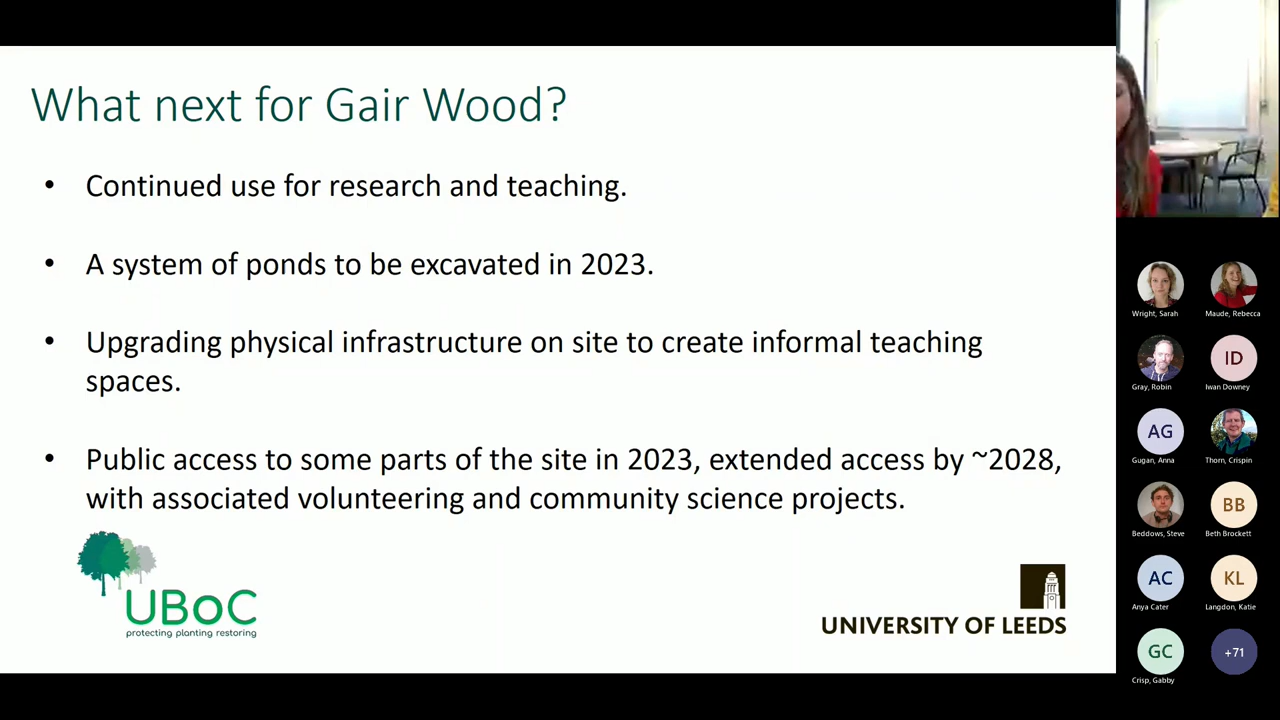 What next for Gair Wood?
• Continued use for research and teaching.
• A system of ponds to be excavated in 2023.
• Upgrading physical infrastructure on site to create informal teaching
spaces.
• Public access to some parts of the site in 2023, extended access by ~2028,
with associated volunteering and community science projects.
UBoC
protecting planting restoring
UNIVERSITY OF LEEDS
Wright, Sarah
Maude, Rebecca
Gray, Robin
ID
Iwan Downey
AG
Gugan, Anna
Thorn, Crispin
Beddows, Steve
BB
Beth Brockett
AC
Anya Cater
KL
Langdon, Katie
GC
Crisp, Gabby
+71